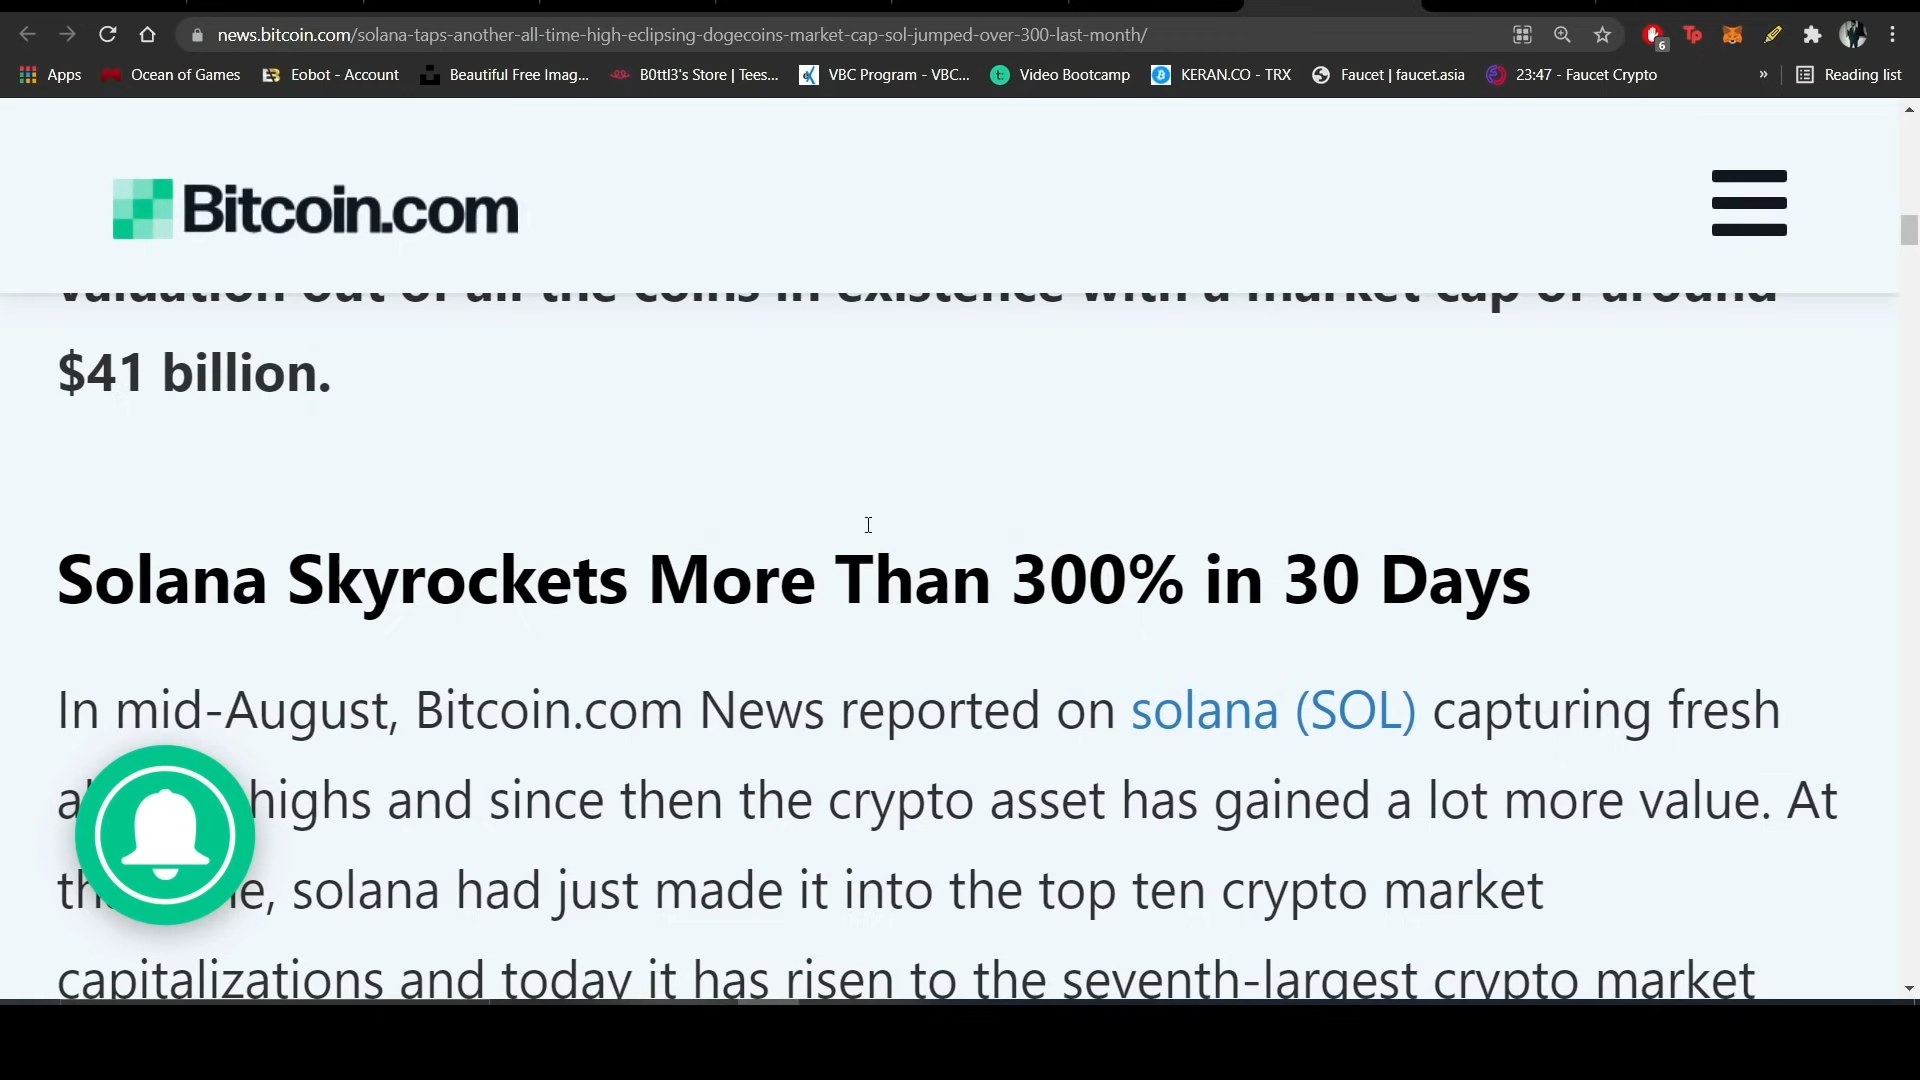 news.bitcoin.com/solana-taps-another-all-time-high-eclipsing-dogecoins-market-cap-sol-jumped-over-300-last-month/
6
Tp
Apps
Ocean of Games
Eobot - Account
Beautiful Free Imag...
B0ttl3's Store | Tees...
VBC Program - VBC...
Video Bootcamp
KERAN.CO - TRX
Faucet | faucet.asia
23:47 - Faucet Crypto
»
Reading list
Bitcoin.com
valuation out of all the coins in existence with a market cap of around
$41 billion.
Solana Skyrockets More Than 300% in 30 Days
In mid-August, Bitcoin.com News reported on solana (SOL) capturing fresh
highs and since then the crypto asset has gained a lot more value. At
solana had just made it into the top ten crypto market
capitalizations and today it has risen to the seventh-largest crypto market